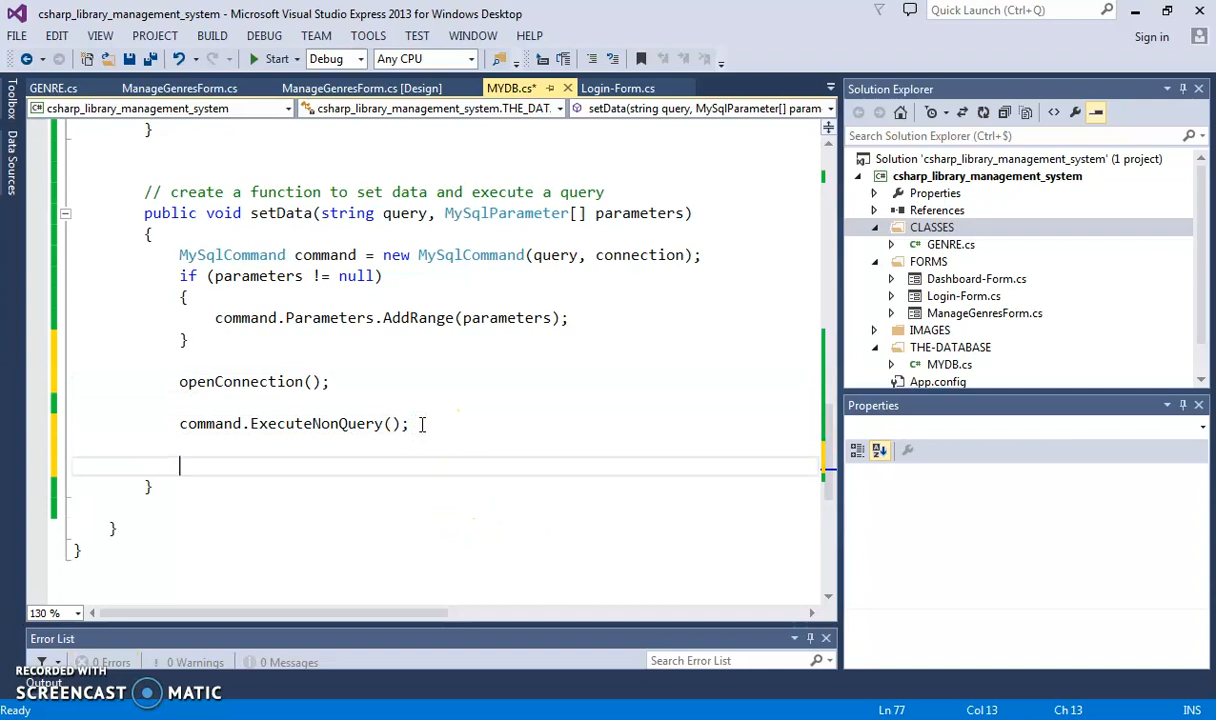 csharp_library_management_system - Microsoft Visual Studio Express 2013 for Windows Desktop
Quick Launch (Ctrl+Q)
FILE EDIT VIEW PROJECT BUILD DEBUG TEAM TOOLS TEST WINDOW HELP
Sign in
Start Debug Any CPU
Toolbox
Data Sources
GENRE.cs ManageGenresForm.cs ManageGenresForm.cs [Design] MYDB.cs* Login-Form.cs
csharp_library_management_system csharp_library_management_system.THE_DAT. setData(string query, MySqlParameter[] param
}
// create a function to set data and execute a query
public void setData(string query, MySqlParameter[] parameters)
{
MySqlCommand command = new MySqlCommand(query, connection);
if (parameters != null)
{
command.Parameters.AddRange(parameters);
}
openConnection();
command.ExecuteNonQuery();
}
}
}
130 %
Solution Explorer
Search Solution Explorer (Ctrl+$)
Solution 'csharp_library_management_system' (1 project)
csharp_library_management_system
Properties
References
CLASSES
GENRE.cs
FORMS
Dashboard-Form.cs
Login-Form.cs
ManageGenresForm.cs
IMAGES
THE-DATABASE
MYDB.cs
App.config
Properties
Error List
0 Errors 0 Warnings 0 Messages
Search Error List
Output
RECORDED WITH
SCREENCAST MATIC
Ready Ln 77 Col 13 Ch 13 INS